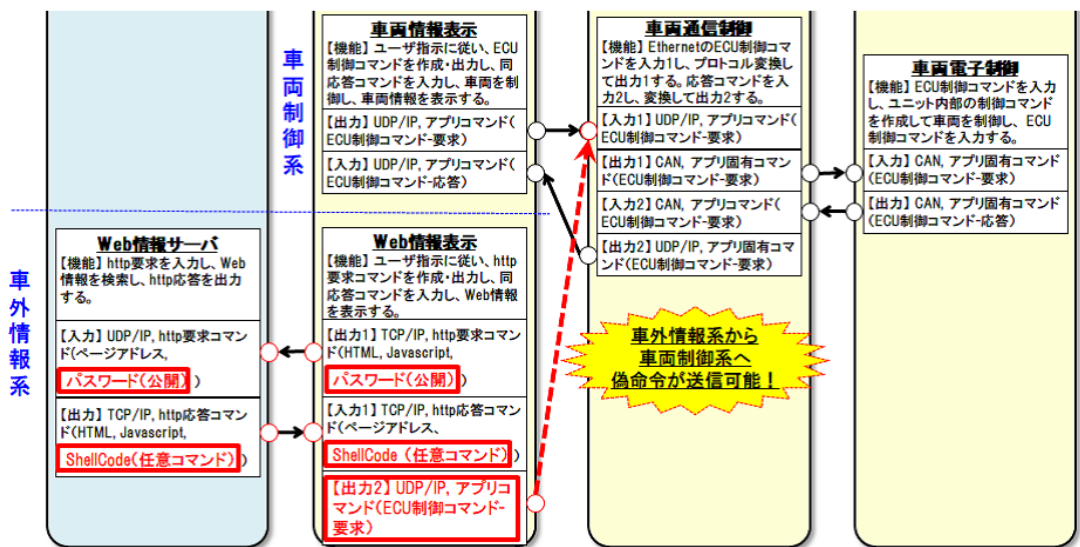 車両制御系
車両情報表示
【機能】 ユーザ指示に従い、ECU
制御コマンドを作成・出力し、同
応答コマンドを入力し、車両を制
御し、車両情報を表示する。
【出力】 UDP/IP, アプリコマンド(
ECU制御コマンド-要求)
【入力】 UDP/IP, アプリコマンド(
ECU制御コマンド-応答)
車両通信制御
【機能】 EthernetのECU制御コマ
ンドを入力1し、プロトコル変換し
て出力1する。応答コマンドを入
力2し、変換して出力2する。
【入力1】 UDP/IP, アプリコマンド(
ECU制御コマンド-要求)
【出力1】 CAN, アプリ固有コマン
ド(ECU制御コマンド-要求)
【入力2】 CAN, アプリコマンド(
ECU制御コマンド-要求)
【出力2】 UDP/IP, アプリ固有コマ
ンド(ECU制御コマンド-要求)
車両電子制御
【機能】 ECU制御コマンドを入力
し、ユニット内部の制御コマンド
を作成して車両を制御し、ECU
制御コマンドを入力する。
【入力】 CAN, アプリ固有コマンド
(ECU制御コマンド-要求)
【出力】 CAN, アプリ固有コマンド
(ECU制御コマンド-応答)
車外情報系
Web情報サーバ
【機能】 http要求を入力し、Web
情報を検索し、http応答を出力
する。
【入力】 UDP/IP, http要求コマン
ド(ページアドレス,
パスワード(公開) )
【出力】 TCP/IP, http応答コマン
ド(HTML, Javascript,
ShellCode(任意コマンド) )
Web情報表示
【機能】 ユーザ指示に従い、http
要求コマンドを作成・出力し、同
応答コマンドを入力し、Web情報
を表示する。
【出力1】 TCP/IP, http要求コマン
ド(HTML, Javascript,
パスワード(公開) )
【入力1】 TCP/IP, http応答コマン
ド(ページアドレス、
ShellCode (任意コマンド) )
【出力2】 UDP/IP, アプリコ
マンド(ECU制御コマンド-
要求)
車外情報系から
車両制御系へ
偽命令が送信可能！